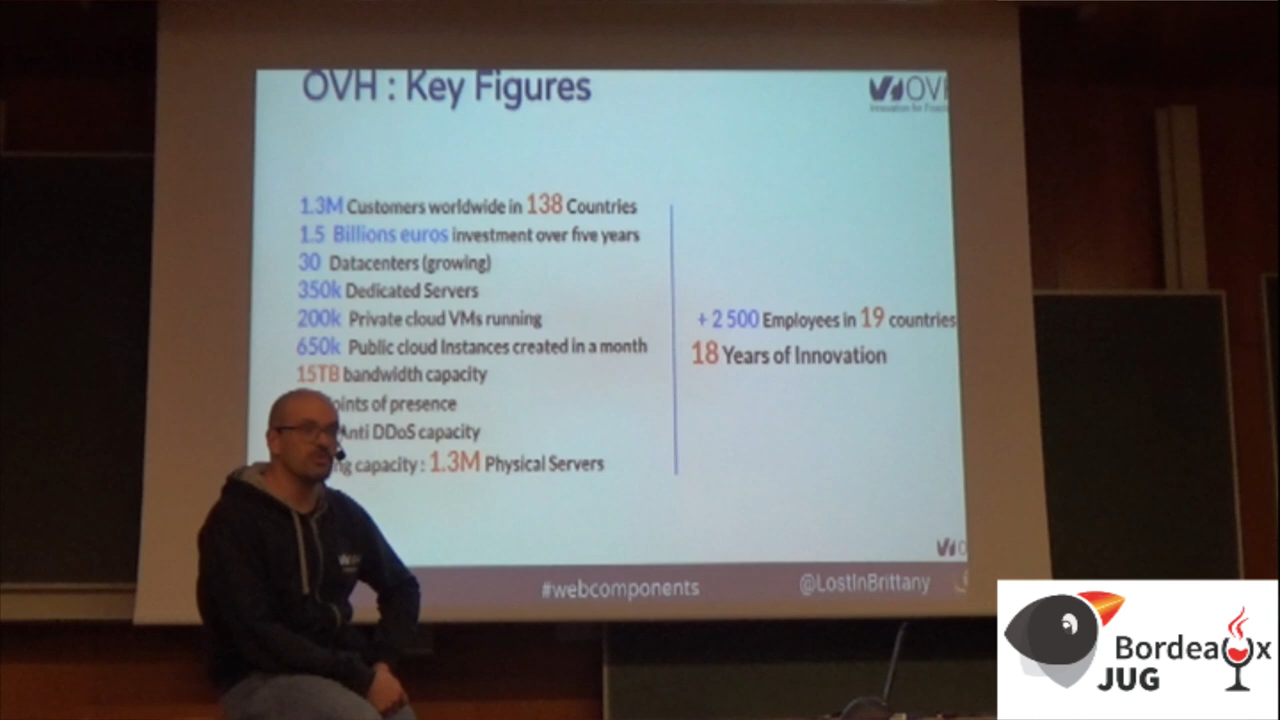 OVH : Key Figures
OVH
1.3M Customers worldwide in 138 Countries
1.5 Billions euros investment over five years
30 Datacenters (growing)
350k Dedicated Servers
200k Private cloud VMs running
650k Public cloud Instances created in a month
15TB bandwidth capacity
oints of presence
Anti DDoS capacity
ng capacity : 1.3M Physical Servers
+ 2 500 Employees in 19 countries
18 Years of Innovation
#webcomponents
@LostInBrittany
Bordeaux
JUG